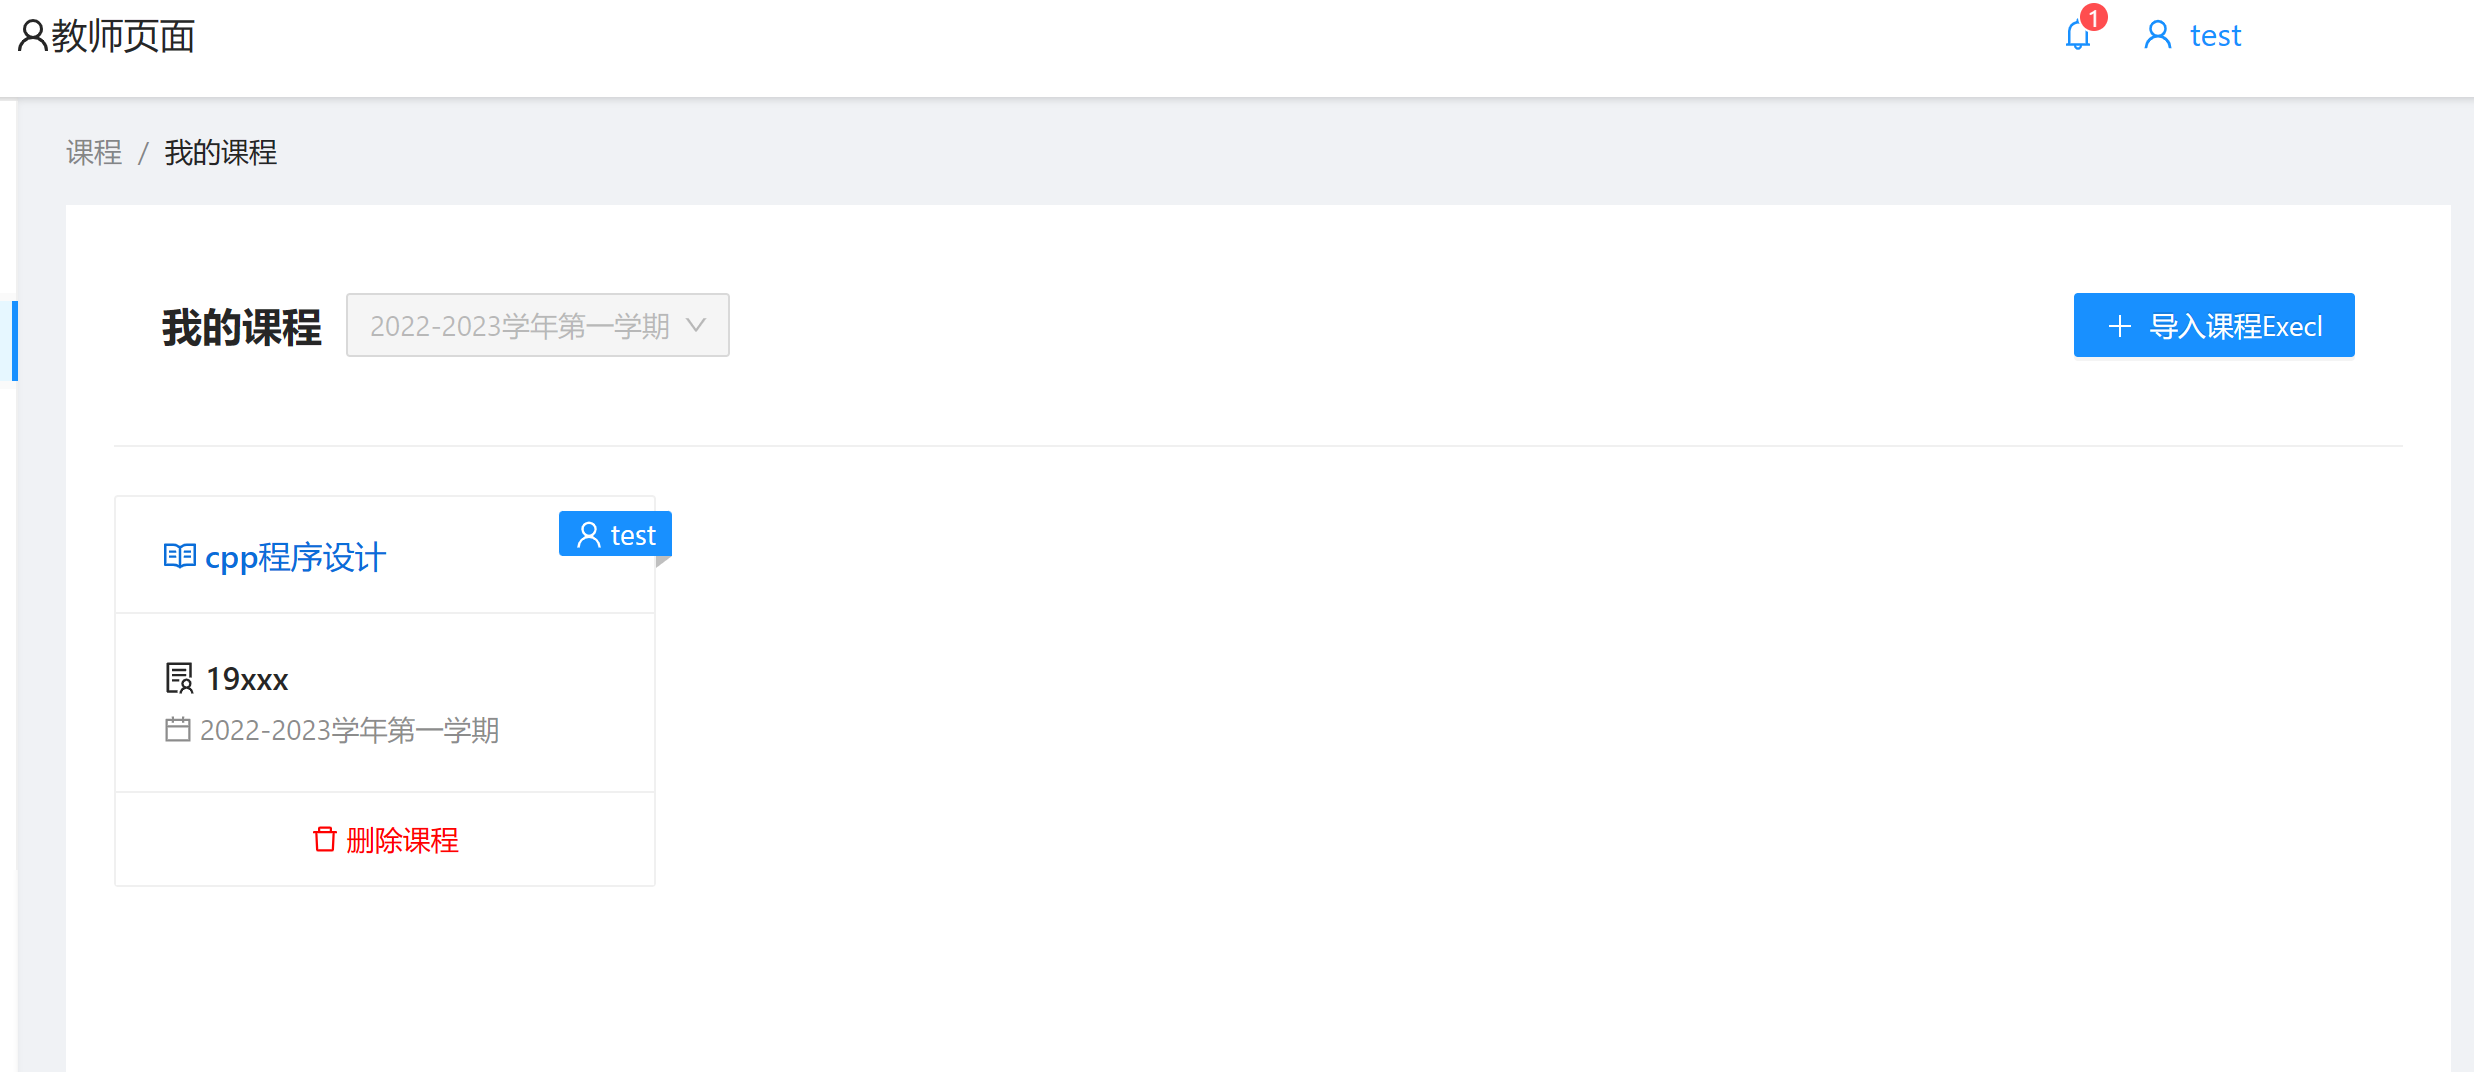 教师页面
1
test
课程 / 我的课程
我的课程
2022-2023学年第一学期
导入课程Execl
test
cpp程序设计
19xxx
2022-2023学年第一学期
删除课程